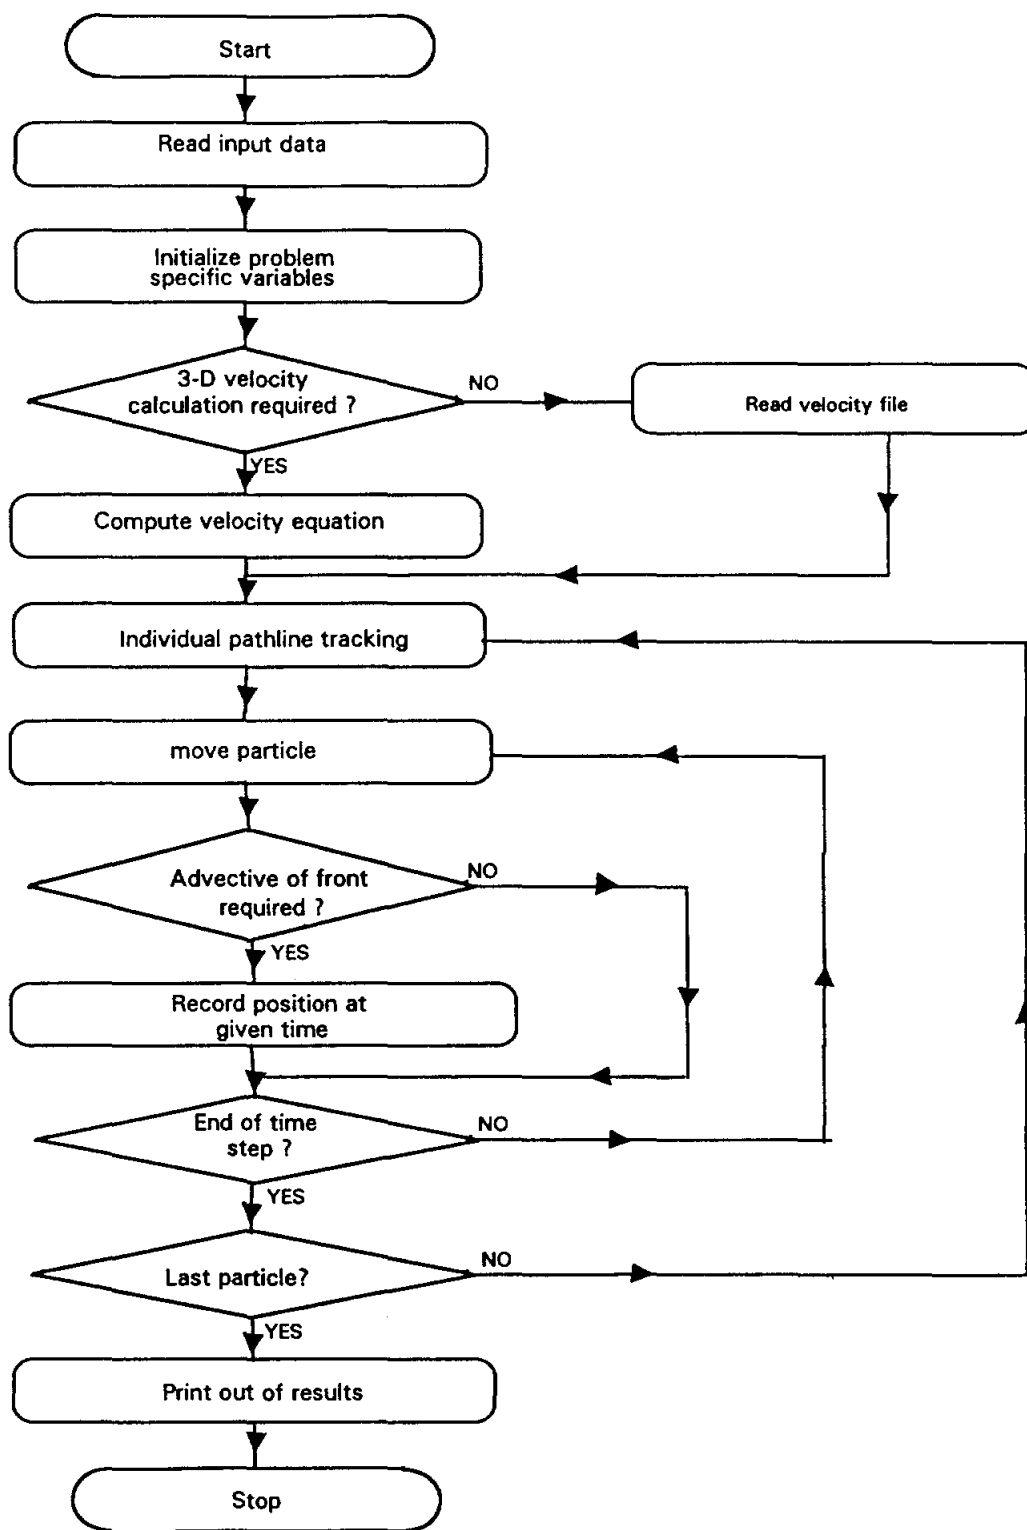 Start
Read input data
Initialize problem
specific variables
3-D velocity
calculation required ?
NO
Read velocity file
YES
Compute velocity equation
Individual pathline tracking
move particle
Advective of front
required ?
NO
YES
Record position at
given time
End of time
step ?
NO
YES
Last particle?
NO
YES
Print out of results
Stop